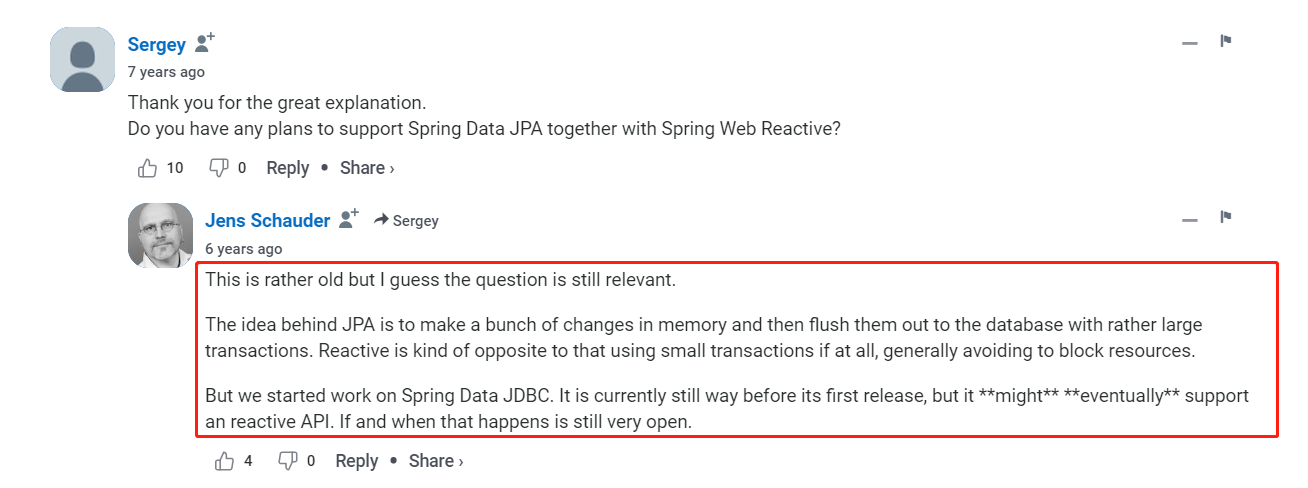 Sergey
7 years ago
Thank you for the great explanation.
Do you have any plans to support Spring Data JPA together with Spring Web Reactive?
10 0 Reply • Share ›
Jens Schauder Sergey
6 years ago
This is rather old but I guess the question is still relevant.
The idea behind JPA is to make a bunch of changes in memory and then flush them out to the database with rather large
transactions. Reactive is kind of opposite to that using small transactions if at all, generally avoiding to block resources.
But we started work on Spring Data JDBC. It is currently still way before its first release, but it **might** **eventually** support
an reactive API. If and when that happens is still very open.
4 0 Reply • Share ›